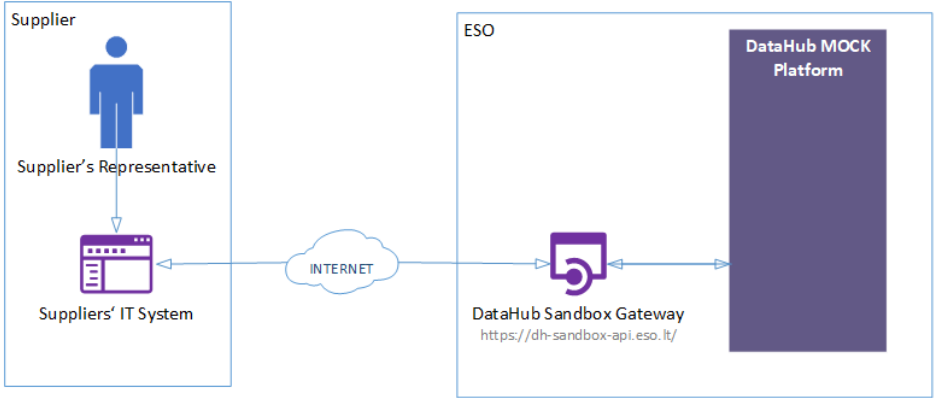 Supplier
ESO
DataHub MOCK
Platform
Supplier’s Representative
INTERNET
Suppliers‘ IT System
DataHub Sandbox Gateway
https://dh-sandbox-api.eso.lt/